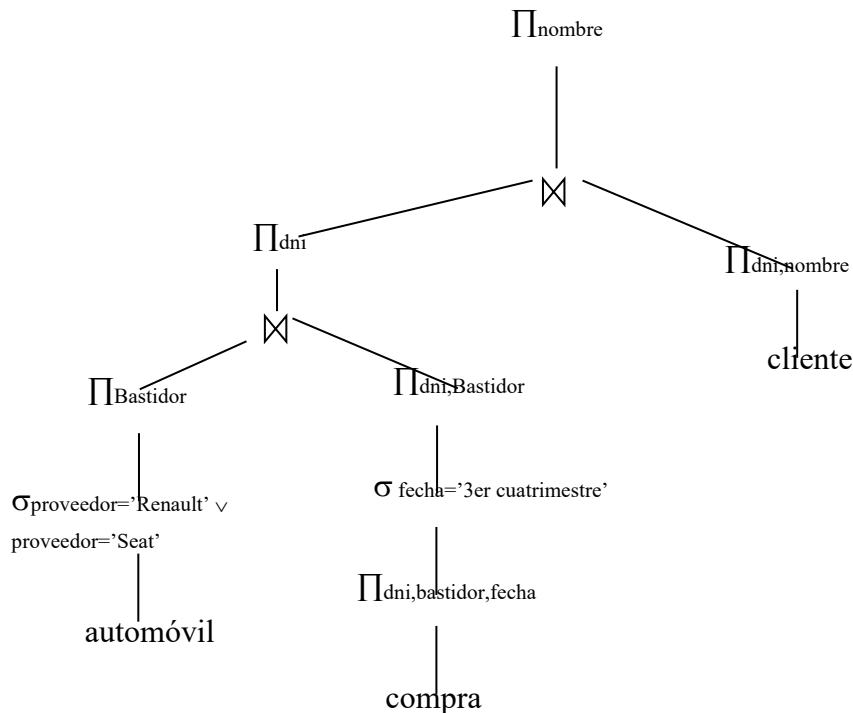 ∏nombre
⋈
∏dni
∏dni,nombre
⋈
cliente
∏Bastidor
∏dni,Bastidor
σproveedor=’Renault’ ∨
proveedor=’Seat’
σ fecha=’3er cuatrimestre’
∏dni,bastidor,fecha
automóvil
compra